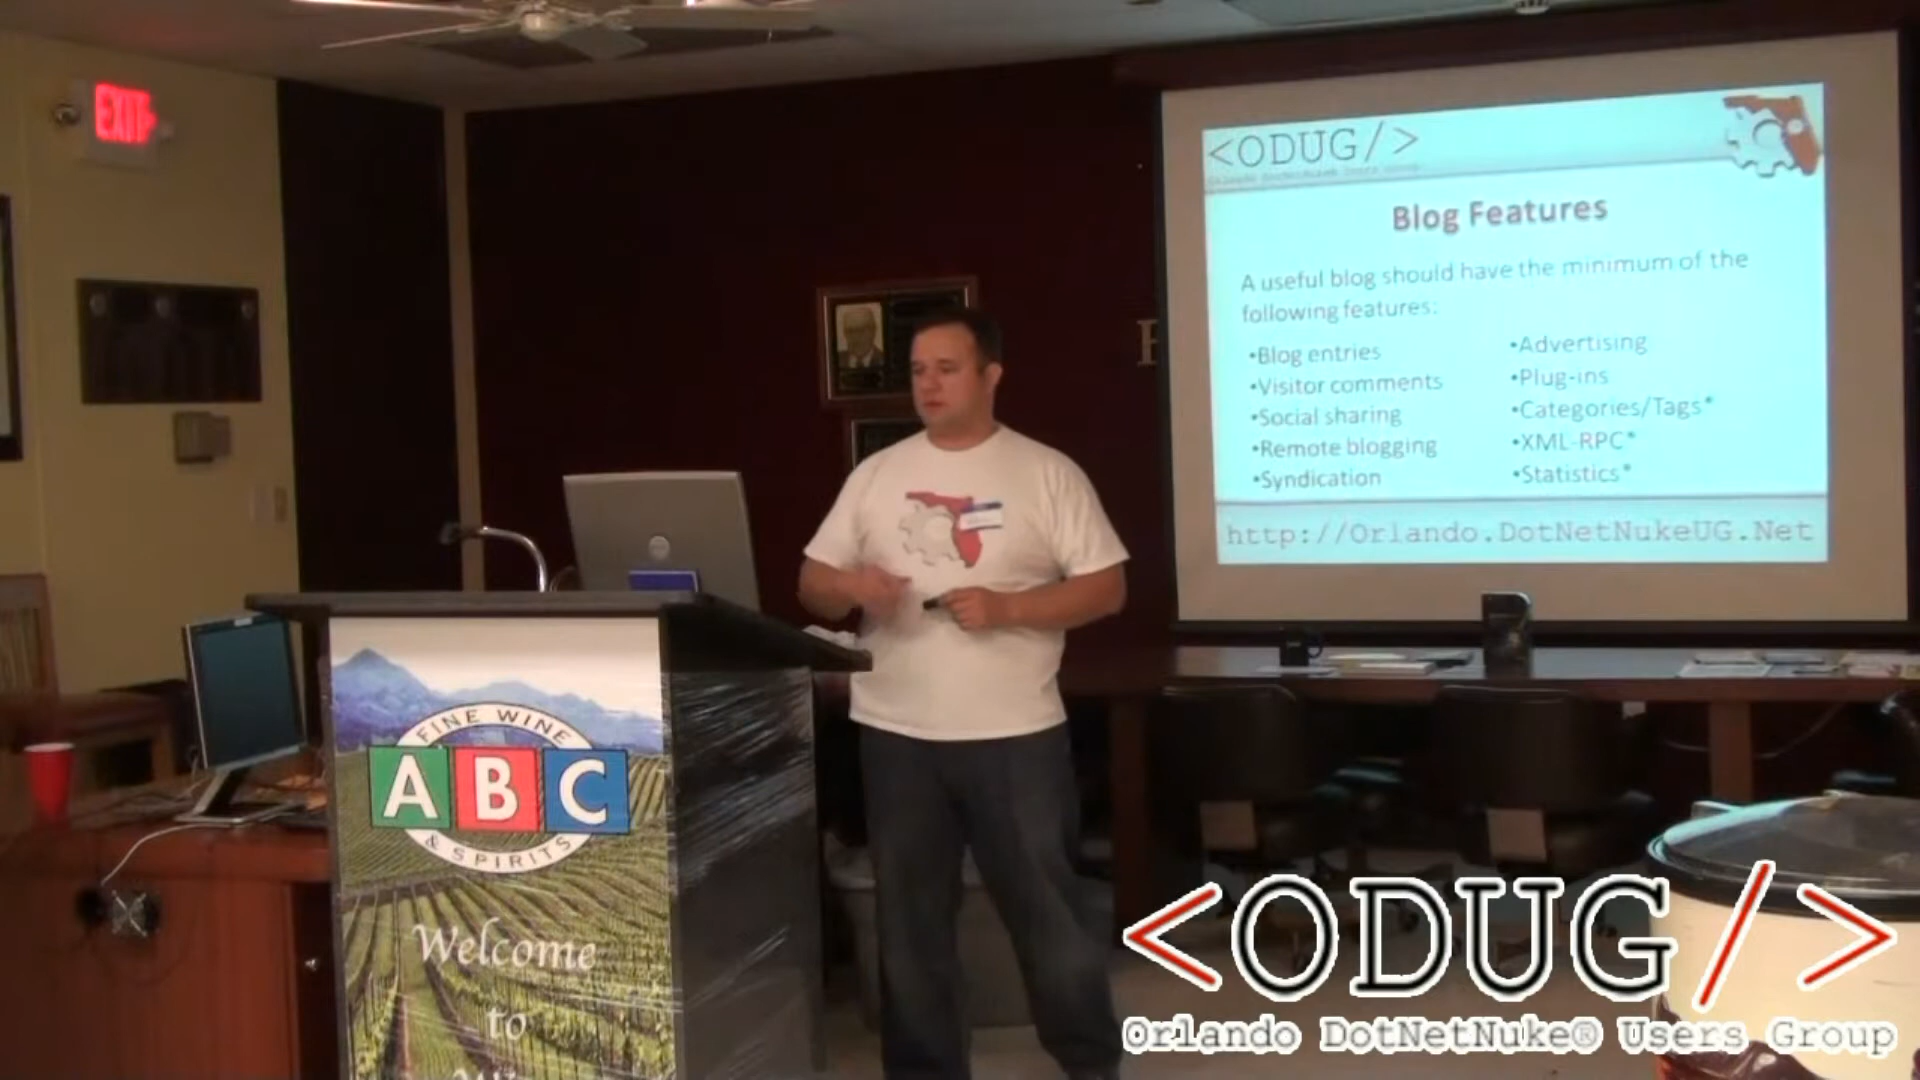 EXIT
<ODUG/>
Blog Features
A useful blog should have the minimum of the
following features:
•Blog entries
•Visitor comments
•Social sharing
•Remote blogging
•Syndication
•Advertising
•Plug-ins
•Categories/Tags*
•XML-RPC*
•Statistics*
http://Orlando.DotNetNukeUG.Net
FINE WINE
ABC
& SPIRITS
Welcome
to
<ODUG/>
Orlando DotNetNuke® Users Group